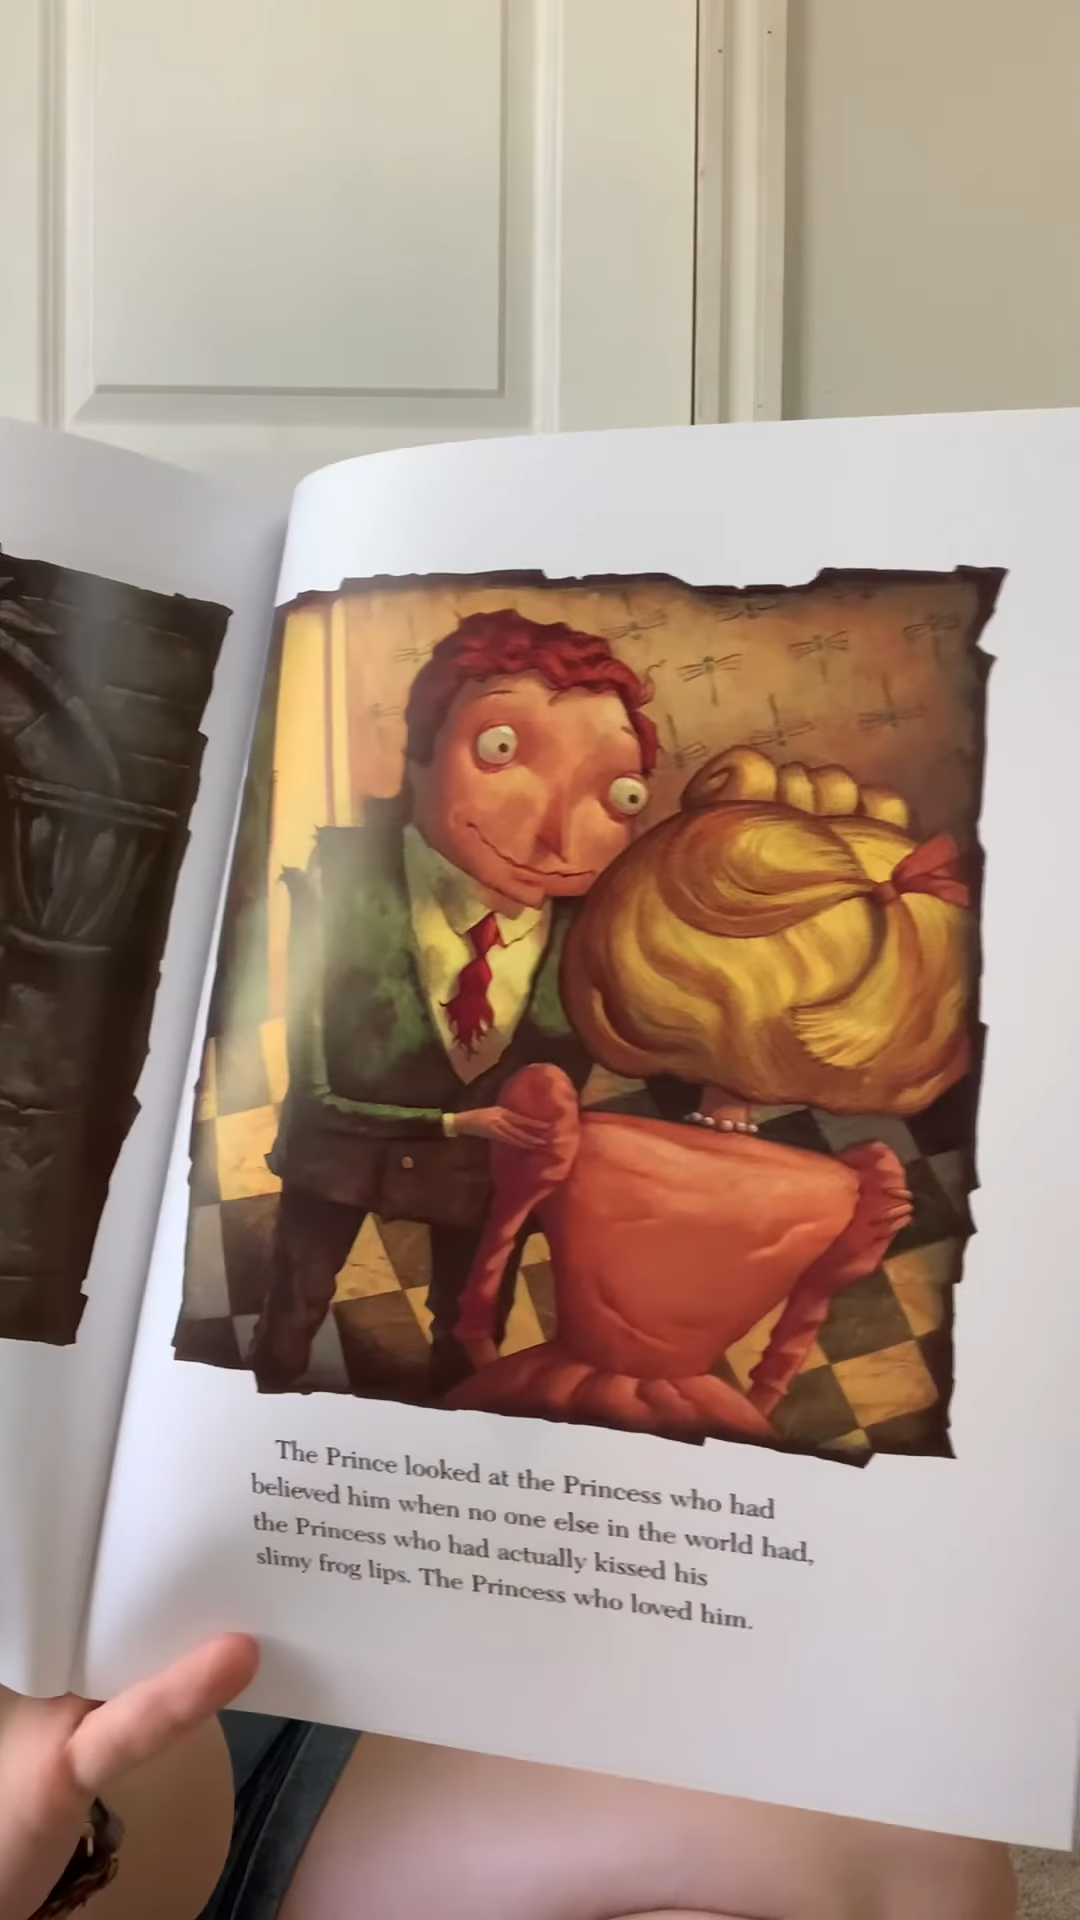 The Prince looked at the Princess who had
believed him when no one else in the world had,
the Princess who had actually kissed his
slimy frog lips. The Princess who loved him.